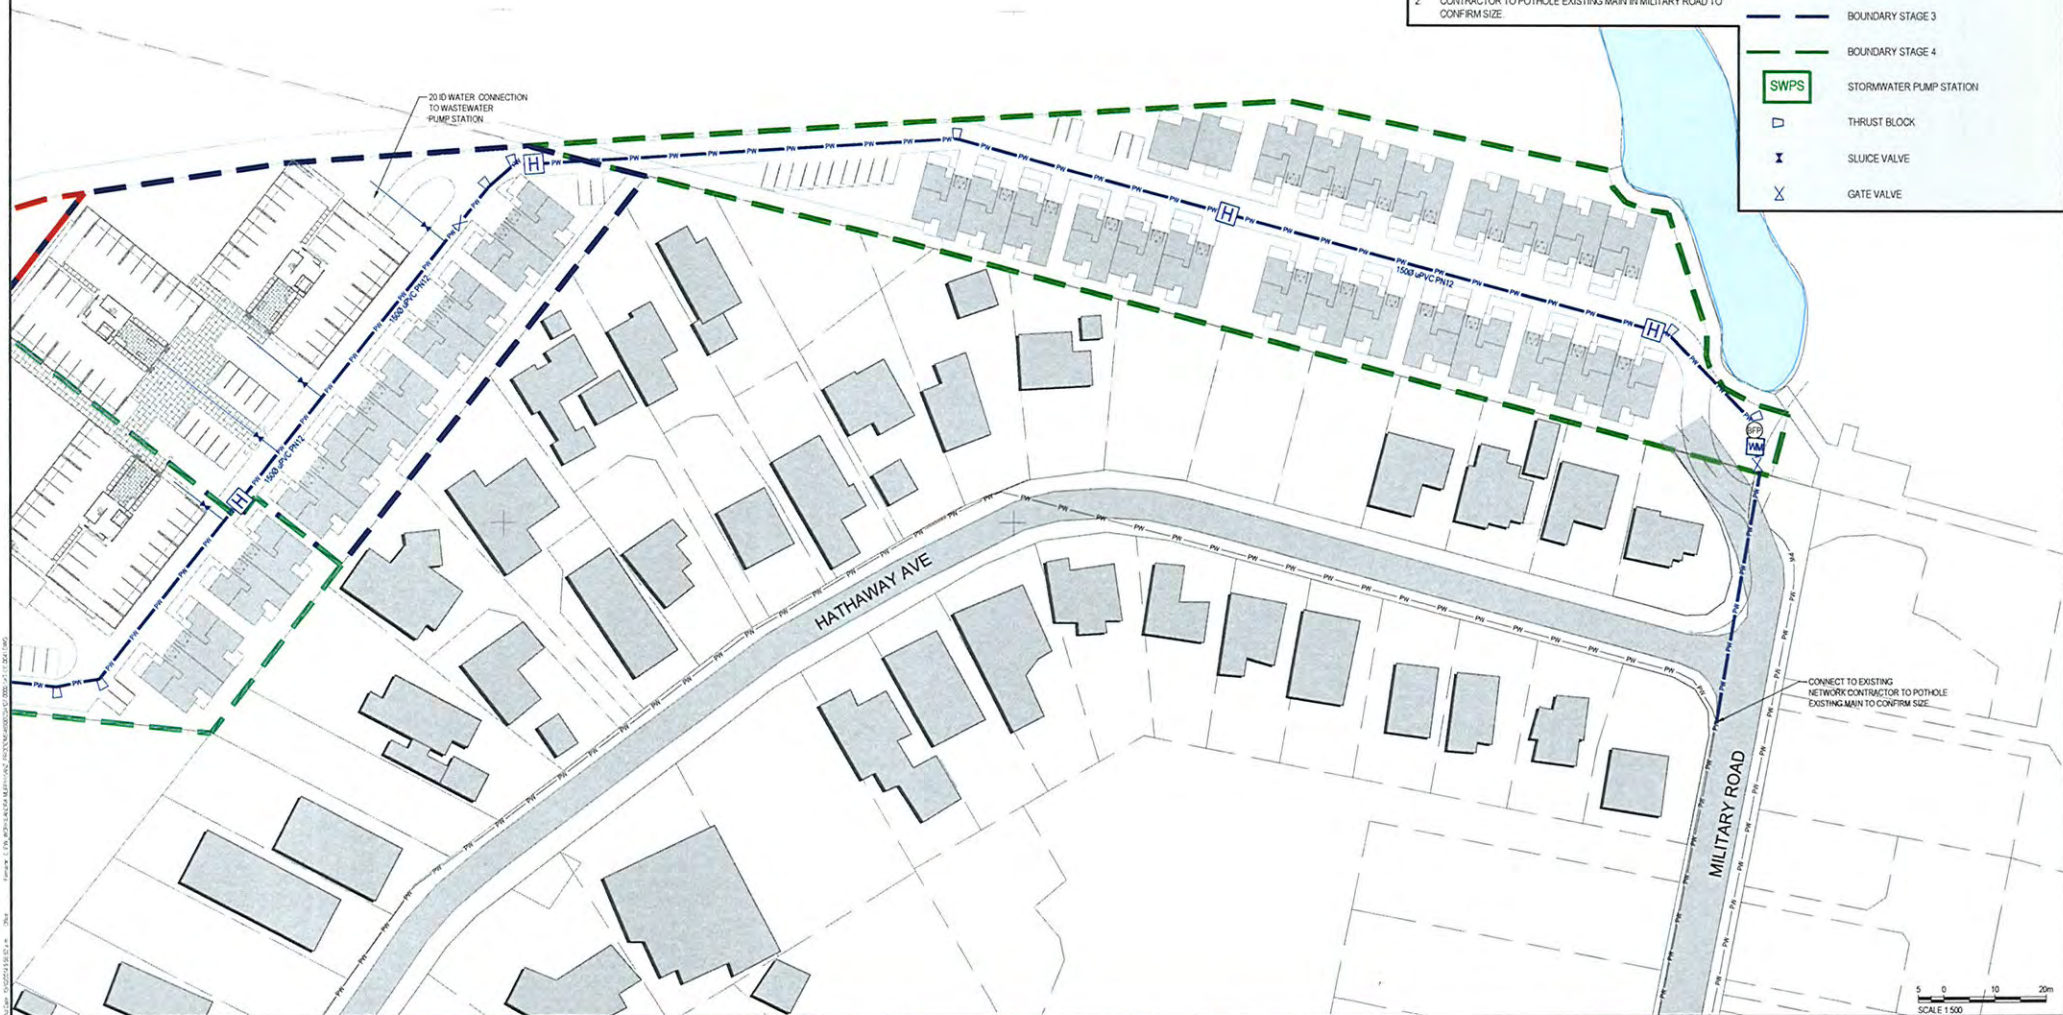 2 CONTRACTOR TO POTHOLE EXISTING MAIN IN MILITARY ROAD TO
CONFIRM SIZE.
BOUNDARY STAGE 3
BOUNDARY STAGE 4
SWPS STORMWATER PUMP STATION
THRUST BLOCK
SLUICE VALVE
GATE VALVE
20 ID WATER CONNECTION
TO WASTEWATER
PUMP STATION
H
H
H
H
150Ø uPVC PN12
150Ø uPVC PN12
150Ø uPVC PN12
BFP
WM
PW
HATHAWAY AVE
CONNECT TO EXISTING
NETWORK CONTRACTOR TO POTHOLE
EXISTING MAIN TO CONFIRM SIZE.
MILITARY ROAD
5 0 10 20m
SCALE 1:500